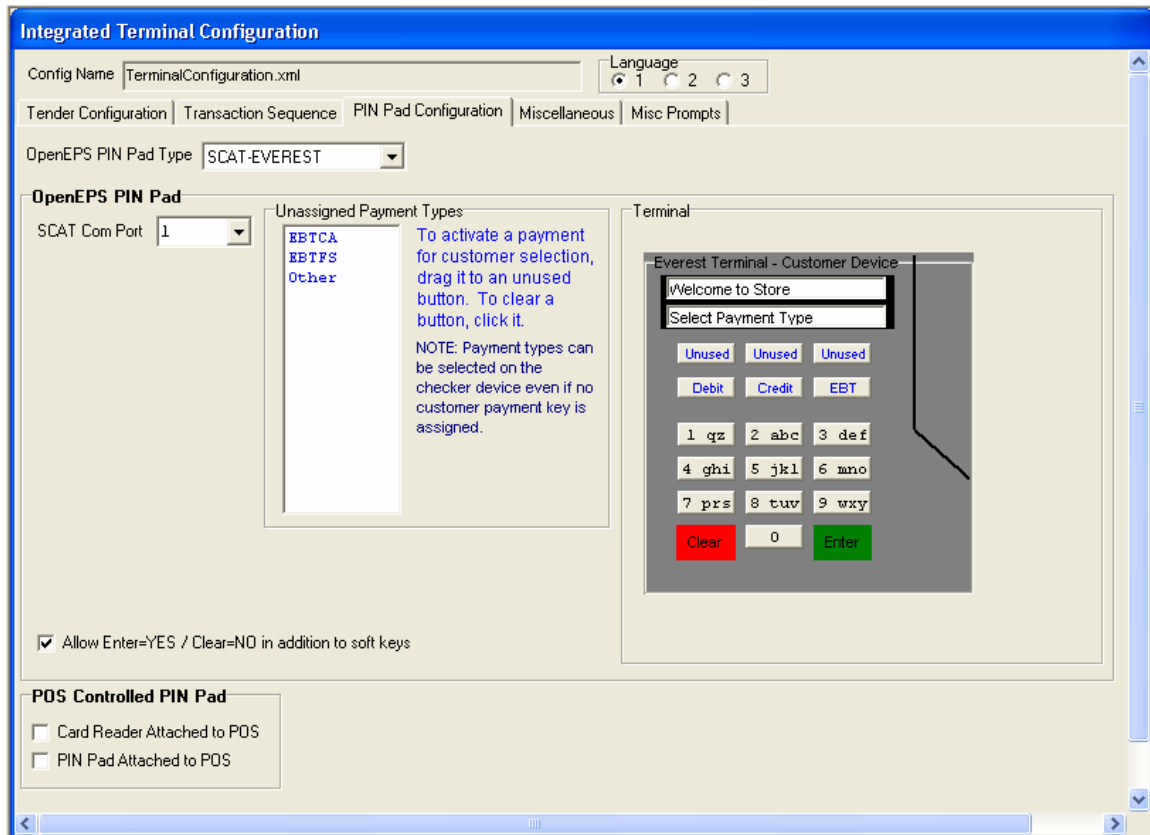 Integrated Terminal Configuration
Config Name TerminalConfiguration.xml
Language
1 2 3
Tender Configuration Transaction Sequence PIN Pad Configuration Miscellaneous Misc Prompts
OpenEPS PIN Pad Type SCAT-EVEREST
OpenEPS PIN Pad
SCAT Com Port 1
Unassigned Payment Types
EBTCA
EBTFS
Other
To activate a payment
for customer selection,
drag it to an unused
button. To clear a
button, click it.
NOTE: Payment types can
be selected on the
checker device even if no
customer payment key is
assigned.
Terminal
Everest Terminal - Customer Device
Welcome to Store
Select Payment Type
Unused Unused Unused
Debit Credit EBT
1 qz 2 abc 3 def
4 ghi 5 jkl 6 mno
7 prs 8 tuv 9 wxy
Clear 0 Enter
Allow Enter=YES / Clear=NO in addition to soft keys
POS Controlled PIN Pad
Card Reader Attached to POS
PIN Pad Attached to POS